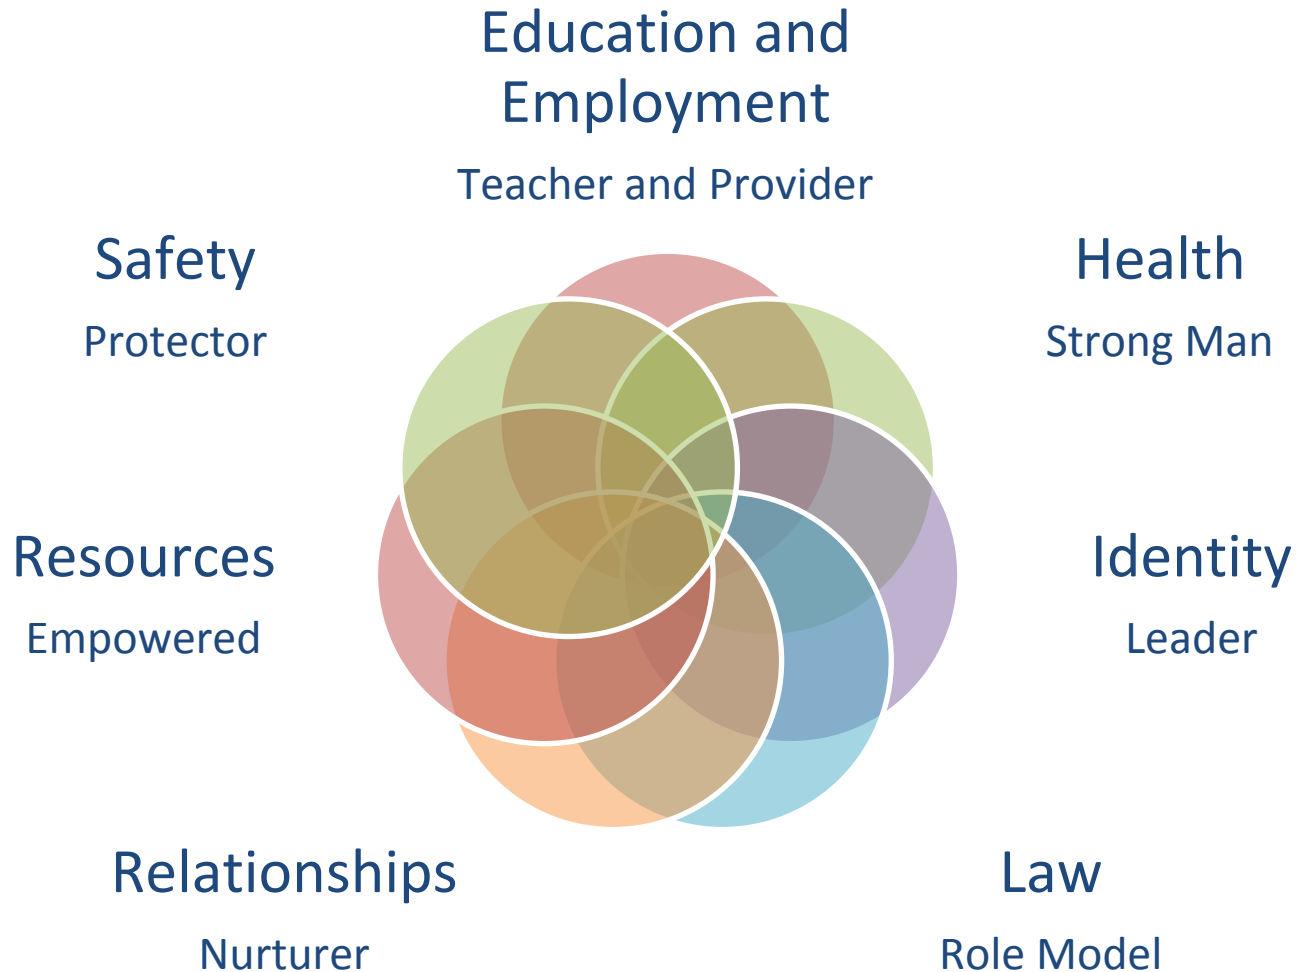 Education and
Employment
Teacher and Provider
Safety
Protector
Health
Strong Man
Resources
Empowered
Identity
Leader
Relationships
Nurturer
Law
Role Model